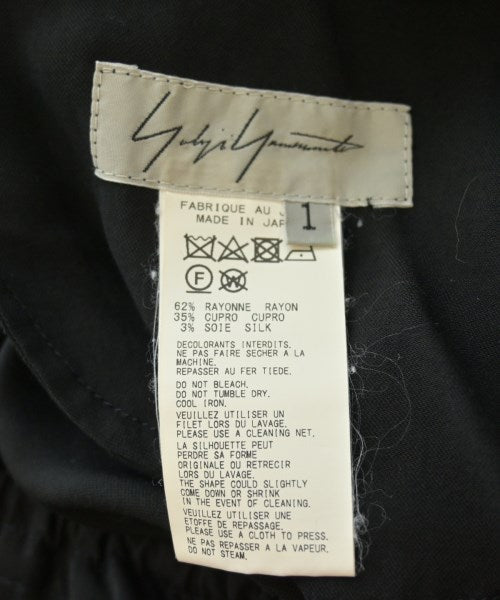 Yohji Yamamoto
FABRIQUE AU
MADE IN JAP
1
F
W
62% RAYONNE RAYON
35% CUPRO CUPRO
3% SOIE SILK
DECOLORANTS INTERDITS.
NE PAS FAIRE SECHER A LA
MACHINE.
REPASSER AU FER TIEDE.
DO NOT BLEACH.
DO NOT TUMBLE DRY.
COOL IRON.
VEUILLEZ UTILISER UN
FILET LORS DU LAVAGE.
PLEASE USE A CLEANING NET.
LA SILHOUETTE PEUT
PERDRE SA FORME
ORIGINALE OU RETRECIR
LORS DU LAVAGE.
THE SHAPE COULD SLIGHTLY
COME DOWN OR SHRINK
IN THE EVENT OF CLEANING.
VEUILLEZ UTILISER UNE
ETOFFE DE REPASSAGE.
PLEASE USE A CLOTH TO PRESS.
NE PAS REPASSER A LA VAPEUR.
DO NOT STEAM.